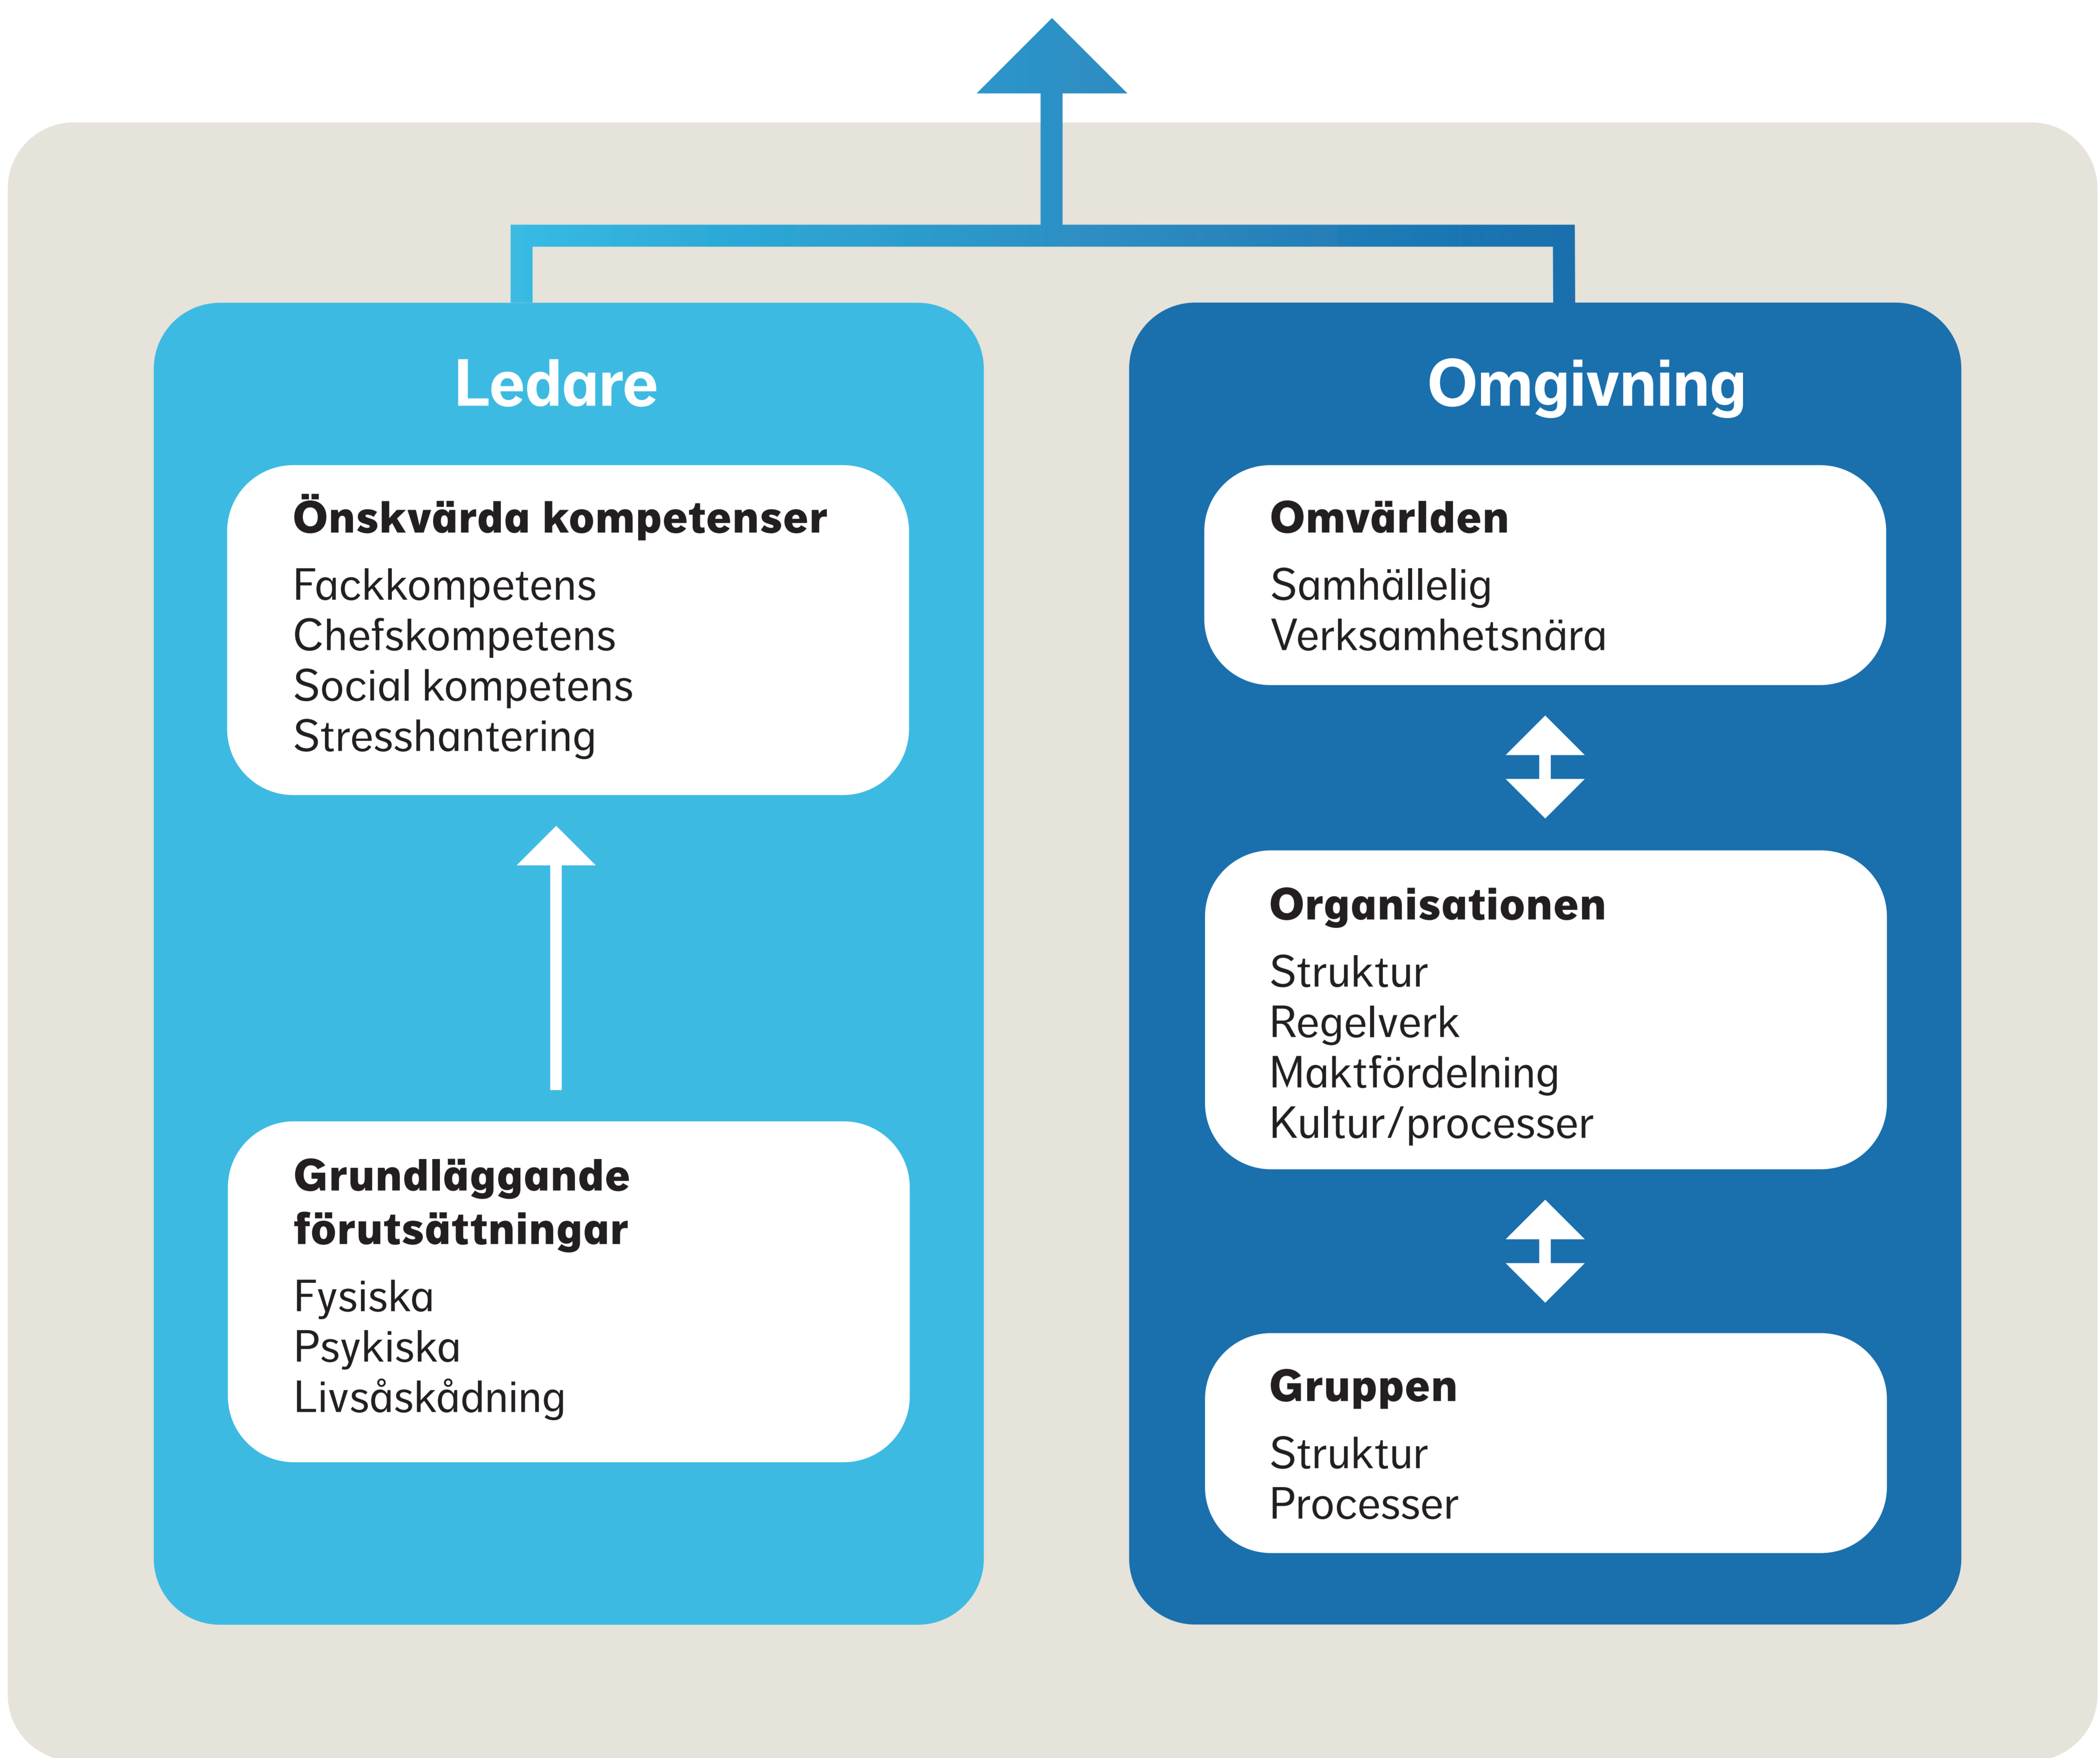 Ledare
Önskvärda kompetenser
Fackkompetens
Chefskompetens
Social kompetens
Stresshantering
Grundläggande
förutsättningar
Fysiska
Psykiska
Livsåskådning
Omgivning
Omvärlden
Samhällelig
Verksamhetsnära
Organisationen
Struktur
Regelverk
Maktfördelning
Kultur/processer
Gruppen
Struktur
Processer